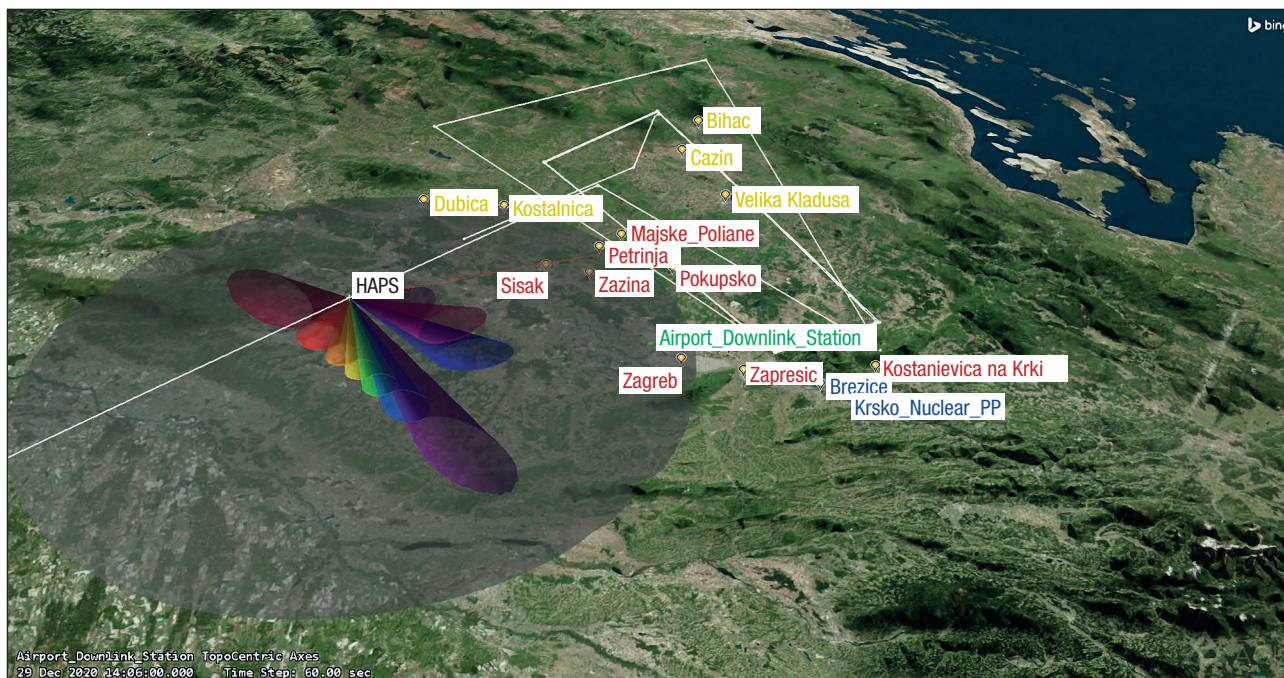 bing
Bihac
Cazin
Dubica
Kostalnica
Velika Kladusa
Majske_Poliane
Petrinja
HAPS
Sisak
Zazina
Pokupsko
Airport_Downlink_Station
Zagreb
Zapresic
Kostanievica na Krki
Brezice
Krsko_Nuclear_PP
Airport_Downlink_Station TopoCentric Axes
29 Dec 2020 14:06:00.000 Time Step: 60.00 sec